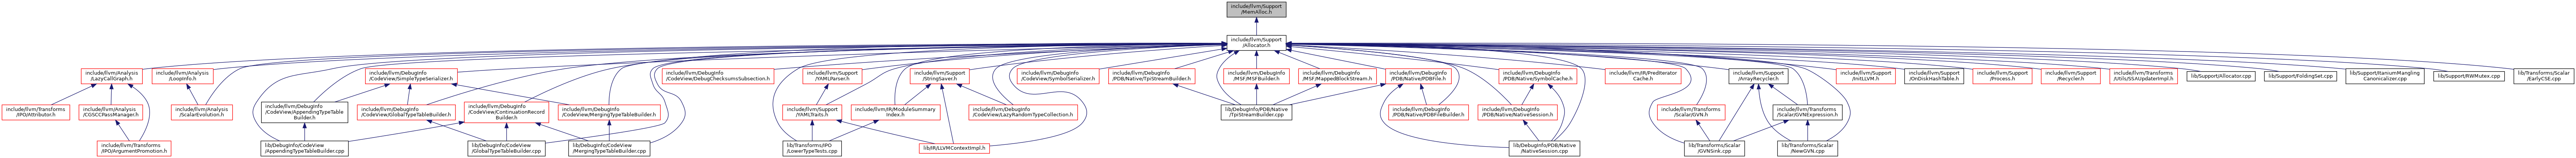 include/llvm/Support
/MemAlloc.h
include/llvm/Support
/Allocator.h
include/llvm/Analysis
/LazyCallGraph.h
include/llvm/Analysis
/LoopInfo.h
include/llvm/DebugInfo
/CodeView/SimpleTypeSerializer.h
include/llvm/DebugInfo
/CodeView/DebugChecksumsSubsection.h
include/llvm/Support
/YAMLParser.h
include/llvm/Support
/StringSaver.h
include/llvm/DebugInfo
/CodeView/SymbolSerializer.h
include/llvm/DebugInfo
/PDB/Native/TpiStreamBuilder.h
include/llvm/DebugInfo
/MSF/MSFBuilder.h
include/llvm/DebugInfo
/MSF/MappedBlockStream.h
include/llvm/DebugInfo
/PDB/Native/PDBFile.h
include/llvm/DebugInfo
/PDB/Native/SymbolCache.h
include/llvm/IR/PredIterator
Cache.h
include/llvm/Support
/ArrayRecycler.h
include/llvm/Support
/InitLLVM.h
include/llvm/Support
/OnDiskHashTable.h
include/llvm/Support
/Process.h
include/llvm/Support
/Recycler.h
include/llvm/Transforms
/Utils/SSAUpdaterImpl.h
lib/Support/Allocator.cpp
lib/Support/FoldingSet.cpp
lib/Support/ItaniumMangling
Canonicalizer.cpp
lib/Support/RWMutex.cpp
lib/Transforms/Scalar
/EarlyCSE.cpp
include/llvm/Transforms
/IPO/Attributor.h
include/llvm/Analysis
/CGSCCPassManager.h
include/llvm/Analysis
/ScalarEvolution.h
include/llvm/DebugInfo
/CodeView/AppendingTypeTable
Builder.h
include/llvm/DebugInfo
/CodeView/GlobalTypeTableBuilder.h
include/llvm/DebugInfo
/CodeView/ContinuationRecord
Builder.h
include/llvm/DebugInfo
/CodeView/MergingTypeTableBuilder.h
include/llvm/Support
/YAMLTraits.h
include/llvm/IR/ModuleSummary
Index.h
include/llvm/DebugInfo
/CodeView/LazyRandomTypeCollection.h
lib/DebugInfo/PDB/Native
/TpiStreamBuilder.cpp
include/llvm/DebugInfo
/PDB/Native/PDBFileBuilder.h
include/llvm/DebugInfo
/PDB/Native/NativeSession.h
include/llvm/Transforms
/Scalar/GVN.h
include/llvm/Transforms
/Scalar/GVNExpression.h
include/llvm/Transforms
/IPO/ArgumentPromotion.h
lib/DebugInfo/CodeView
/AppendingTypeTableBuilder.cpp
lib/DebugInfo/CodeView
/GlobalTypeTableBuilder.cpp
lib/DebugInfo/CodeView
/MergingTypeTableBuilder.cpp
lib/Transforms/IPO
/LowerTypeTests.cpp
lib/IR/LLVMContextImpl.h
lib/DebugInfo/PDB/Native
/NativeSession.cpp
lib/Transforms/Scalar
/GVNSink.cpp
lib/Transforms/Scalar
/NewGVN.cpp